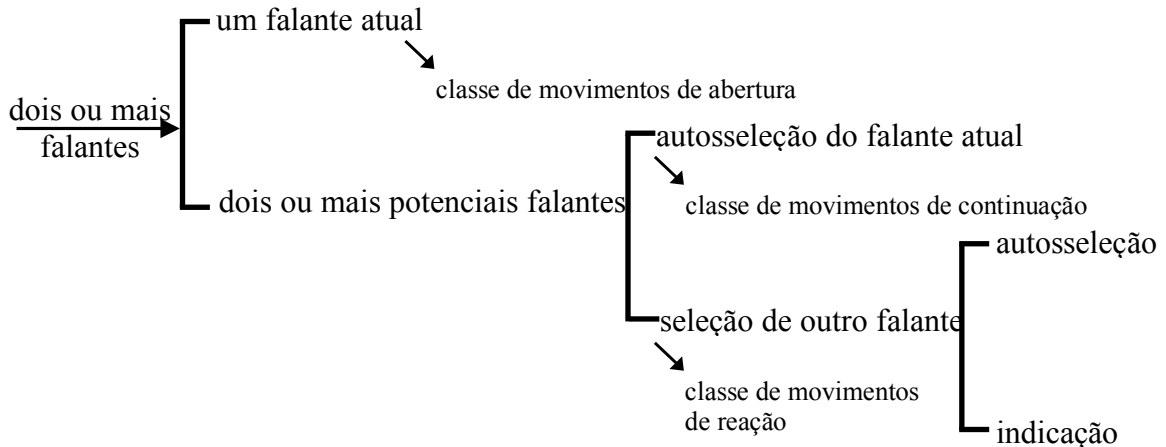 um falante atual
classe de movimentos de abertura
dois ou mais
falantes
autosseleção do falante atual
dois ou mais potenciais falantes
classe de movimentos de continuação
autosseleção
seleção de outro falante
classe de movimentos
de reação
indicação